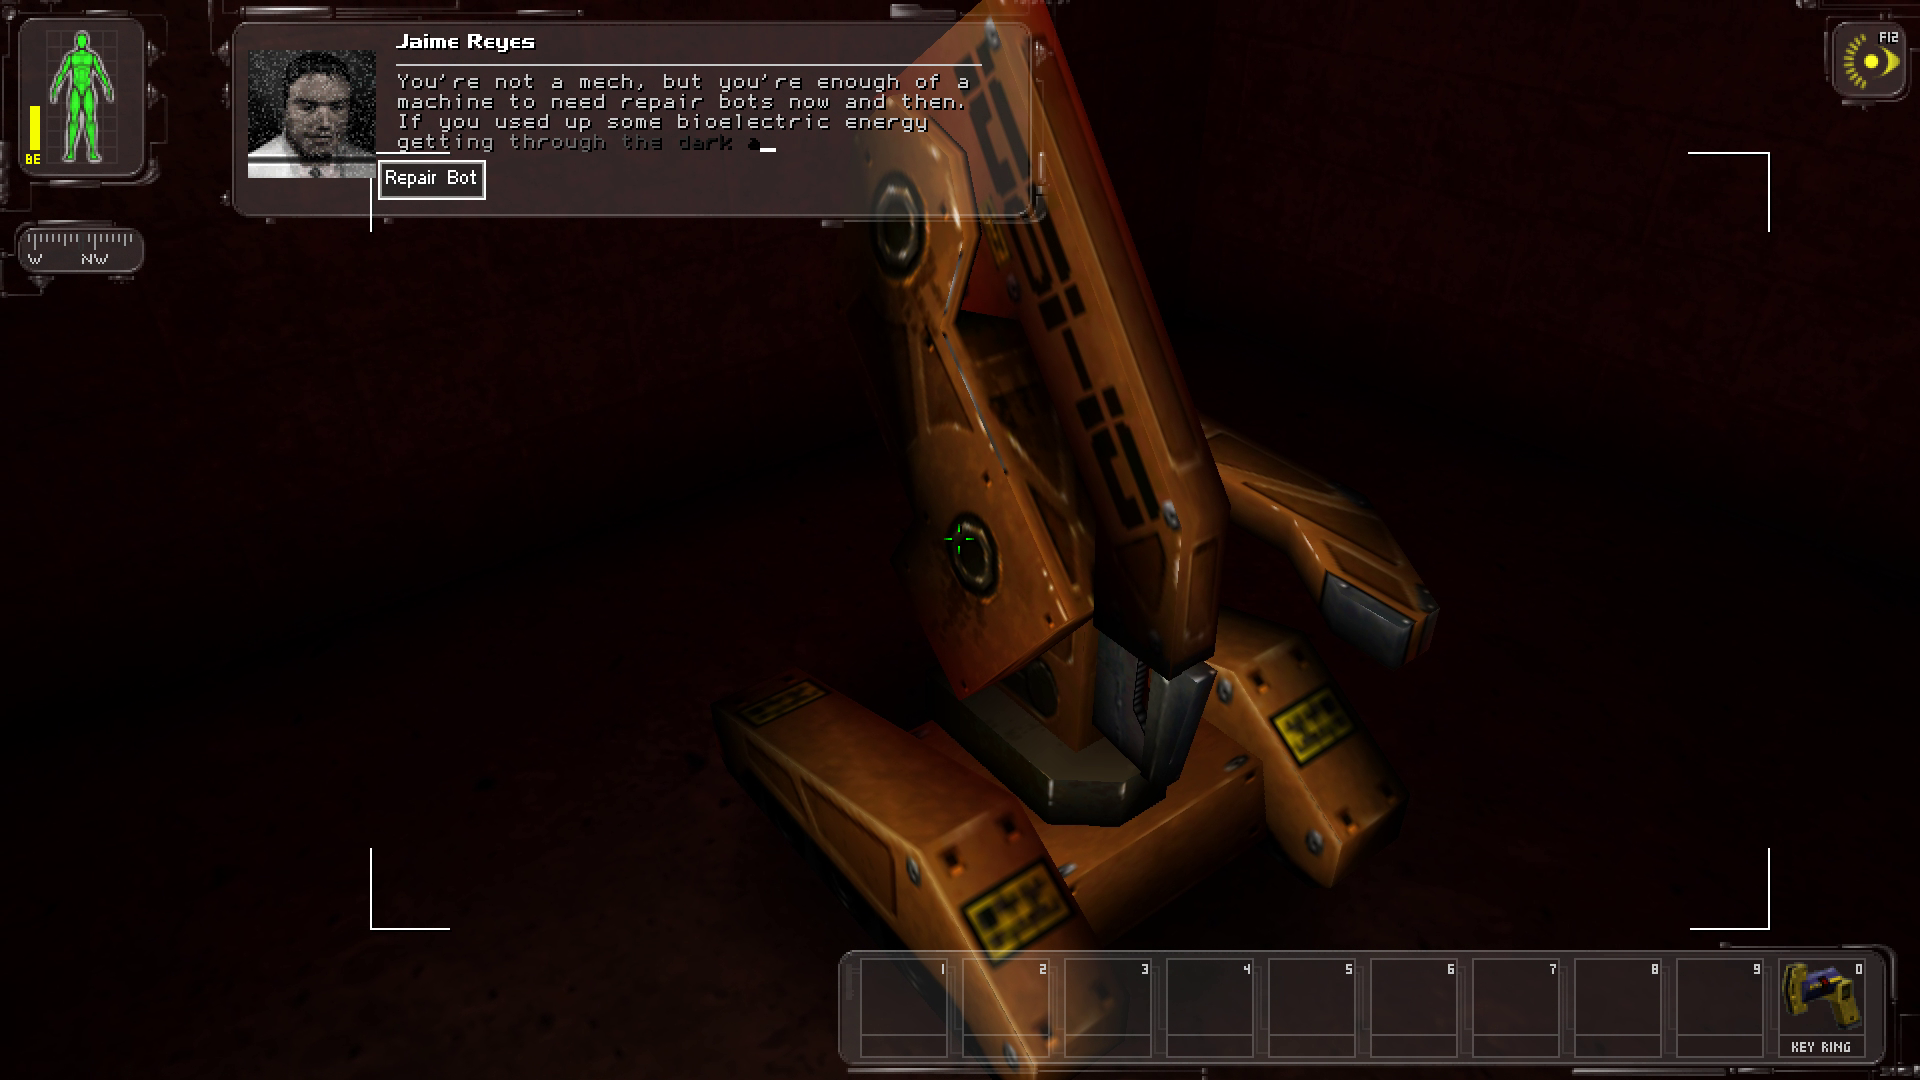 Jaime Reyes
You're not a mech, but you're enough of a
machine to need repair bots now and then.
If you used up some bioelectric energy
getting through the dark a
Repair Bot
BE
F12
W NW
1 2 3 4 5 6 7 8 9 0
KEY RING